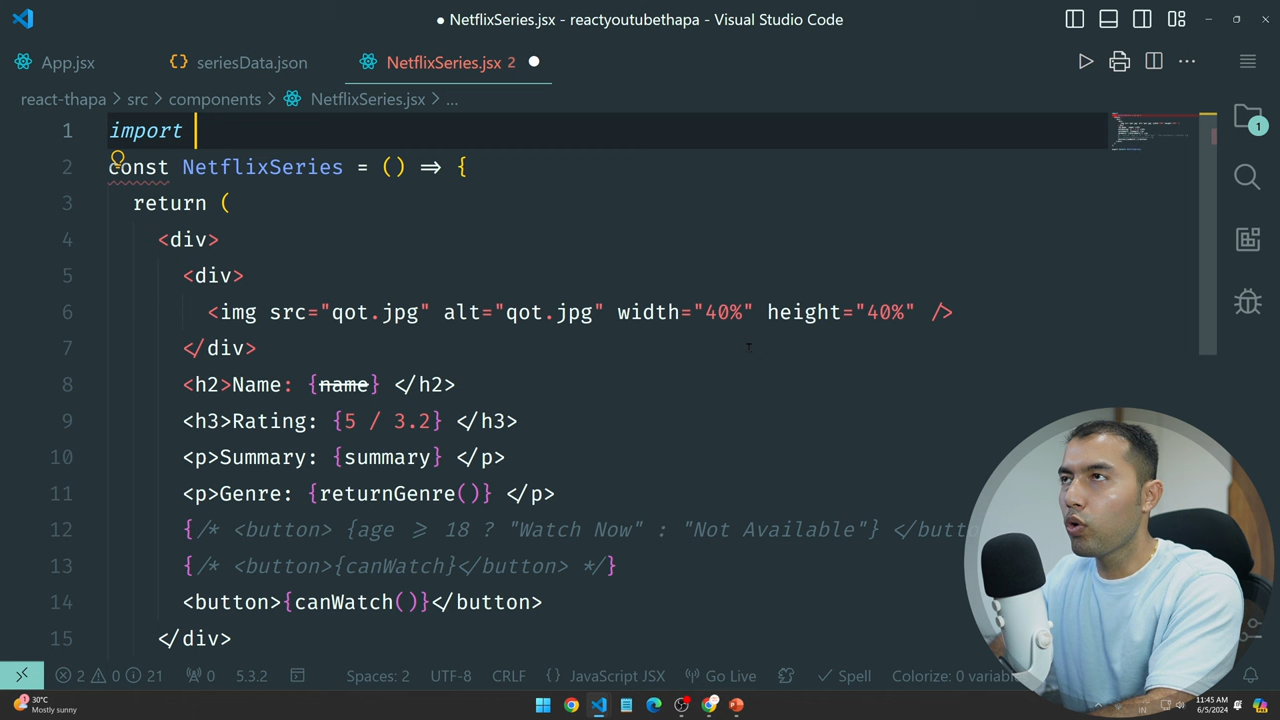 NetflixSeries.jsx - reactyoutubethapa - Visual Studio Code
App.jsx
{} seriesData.json
NetflixSeries.jsx 2
react-thapa > src > components > NetflixSeries.jsx > ...
1
1 import
2 const NetflixSeries = () => {
3 return (
4 <div>
5 <div>
6 <img src="qot.jpg" alt="qot.jpg" width="40%" height="40%" />
7 </div>
8 <h2>Name: {name} </h2>
9 <h3>Rating: {5 / 3.2} </h3>
10 <p>Summary: {summary} </p>
11 <p>Genre: {returnGenre()} </p>
12 {/* <button> {age >= 18 ? "Watch Now" : "Not Available"} </butto
13 {/* <button>{canWatch}</button> */}
14 <button>{canWatch()}</button>
15 </div>
2 0 21 0 5.3.2 Spaces: 2 UTF-8 CRLF {} JavaScript JSX Go Live Spell Colorize: 0 variab
30°C
Mostly sunny
IN
11:45 AM
6/5/2024